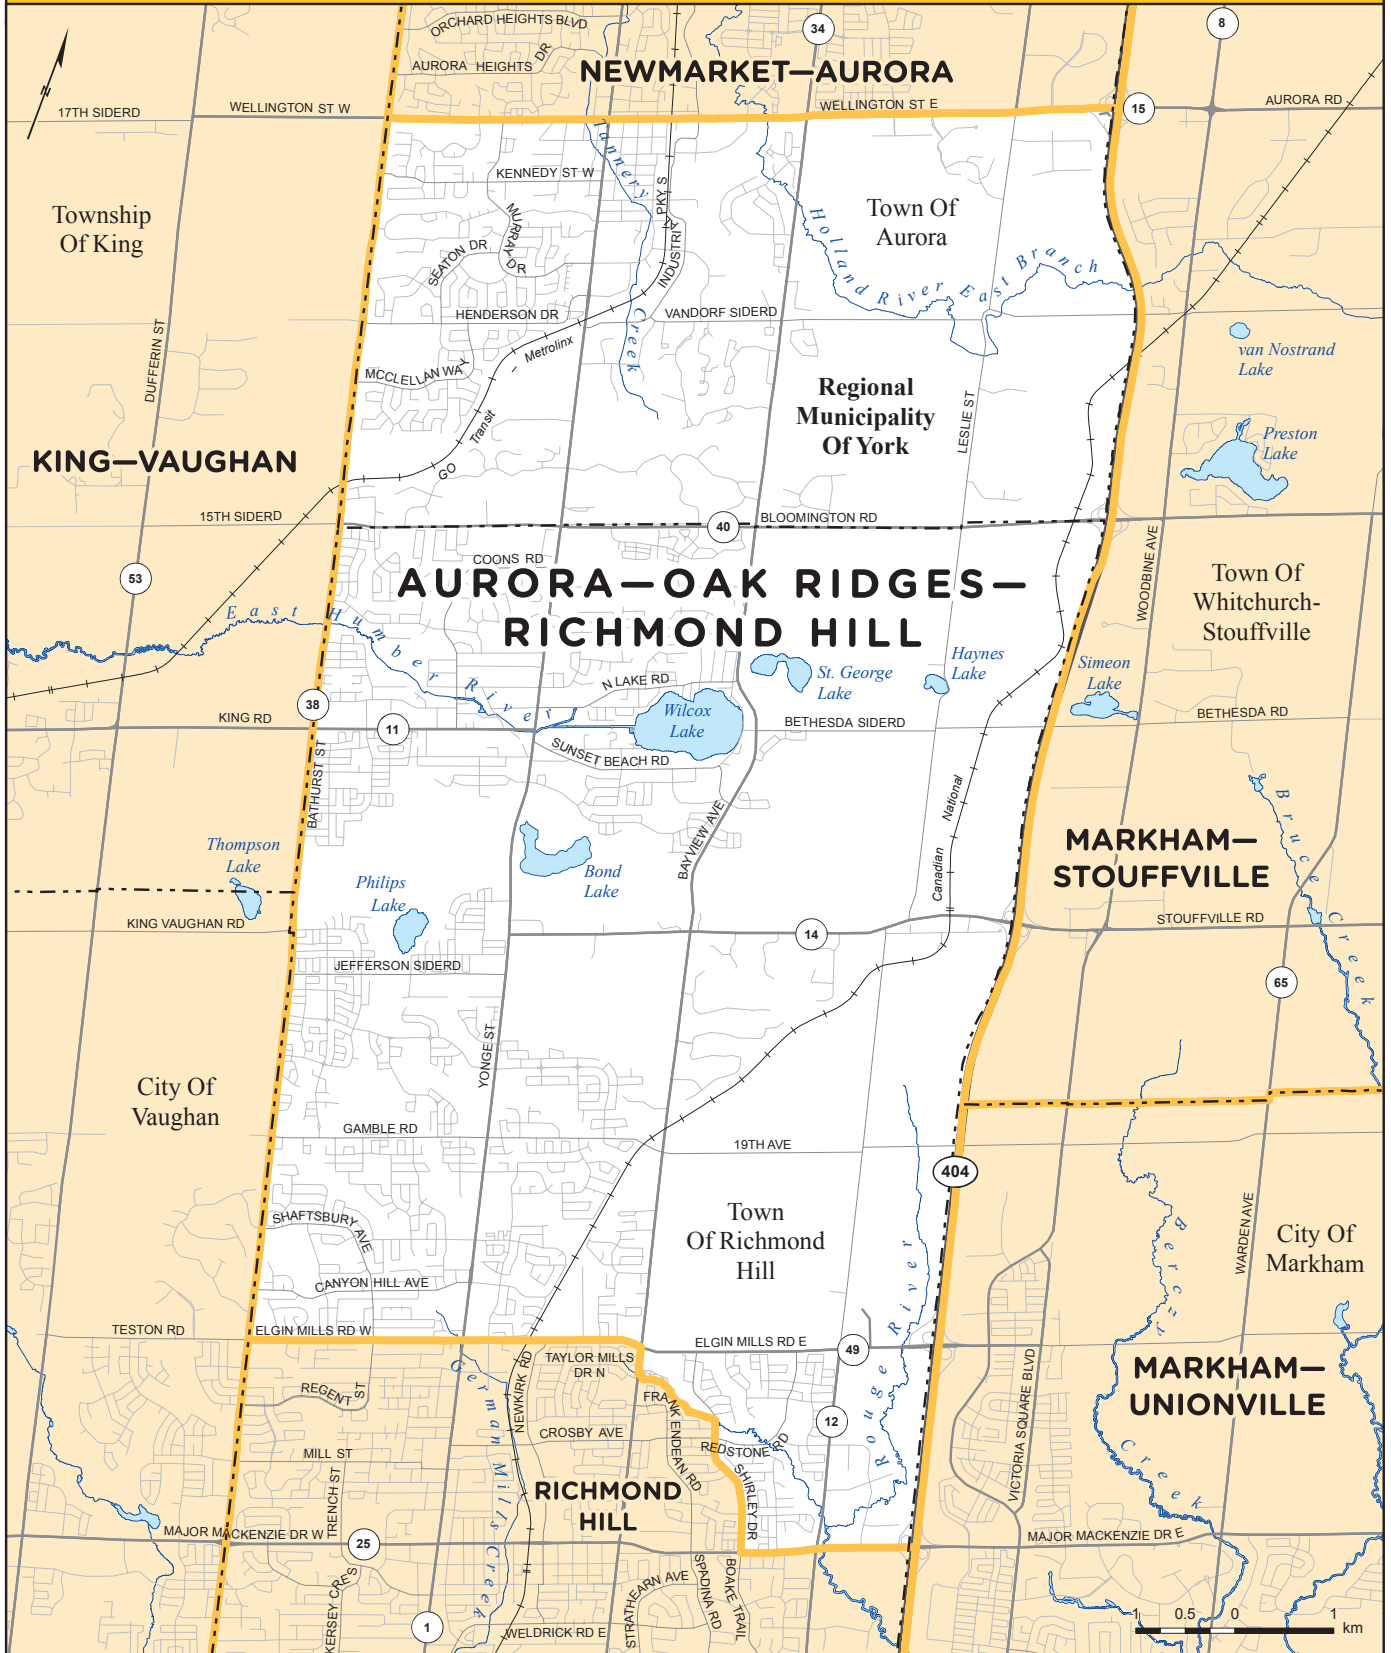 ORCHARD HEIGHTS BLVD
34
8
AURORA HEIGHTS DR
NEWMARKET—AURORA
N
17TH SIDERD
WELLINGTON ST W
WELLINGTON ST E
15
AURORA RD
Tannery Creek
KENNEDY ST W
INDUSTRIAL PKY S
Township
Of King
MURRAY DR
SEATON DR
Town Of
Aurora
Holland River East Branch
HENDERSON DR
VANDORF SIDERD
DUFFERIN ST
Metrolinx
van Nostrand
Lake
MCCLELLAN WAY
Regional
Municipality
Of York
LESLIE ST
GO Transit
Preston
Lake
KING—VAUGHAN
15TH SIDERD
40
BLOOMINGTON RD
COONS RD
53
WOODBINE AVE
Town Of
Whitchurch-
Stouffville
AURORA—OAK RIDGES—
RICHMOND HILL
East Humber River
Haynes
Lake
St. George
Lake
Simeon
Lake
N LAKE RD
Wilcox
Lake
38
KING RD
11
BETHESDA SIDERD
BETHESDA RD
SUNSET BEACH RD
BATHURST ST
BAYVIEW AVE
Canadian National
Bruce Creek
MARKHAM—
STOUFFVILLE
Thompson
Lake
Philips
Lake
Bond
Lake
KING VAUGHAN RD
14
STOUFFVILLE RD
JEFFERSON SIDERD
65
YONGE ST
City Of
Vaughan
GAMBLE RD
19TH AVE
404
SHAFTSBURY AVE
Town
Of Richmond
Hill
WARDEN AVE
City Of
Markham
Berczy Creek
CANYON HILL AVE
Rouge River
TESTON RD
ELGIN MILLS RD W
ELGIN MILLS RD E
49
TAYLOR MILLS
DR N
German Mills Creek
NEWKIRK RD
VICTORIA SQUARE BLVD
MARKHAM—
UNIONVILLE
REGENT ST
FRANK ENDEAN RD
12
CROSBY AVE
REDSTONE RD
MILL ST
TRENCH ST
RICHMOND
HILL
SHIRLEY DR
MAJOR MACKENZIE DR W
MAJOR MACKENZIE DR E
25
KERSEY CRES
STRATHEARN AVE
SPADINA RD
BOAKE TRAIL
1
WELDRICK RD E
1 0.5 0 1
km